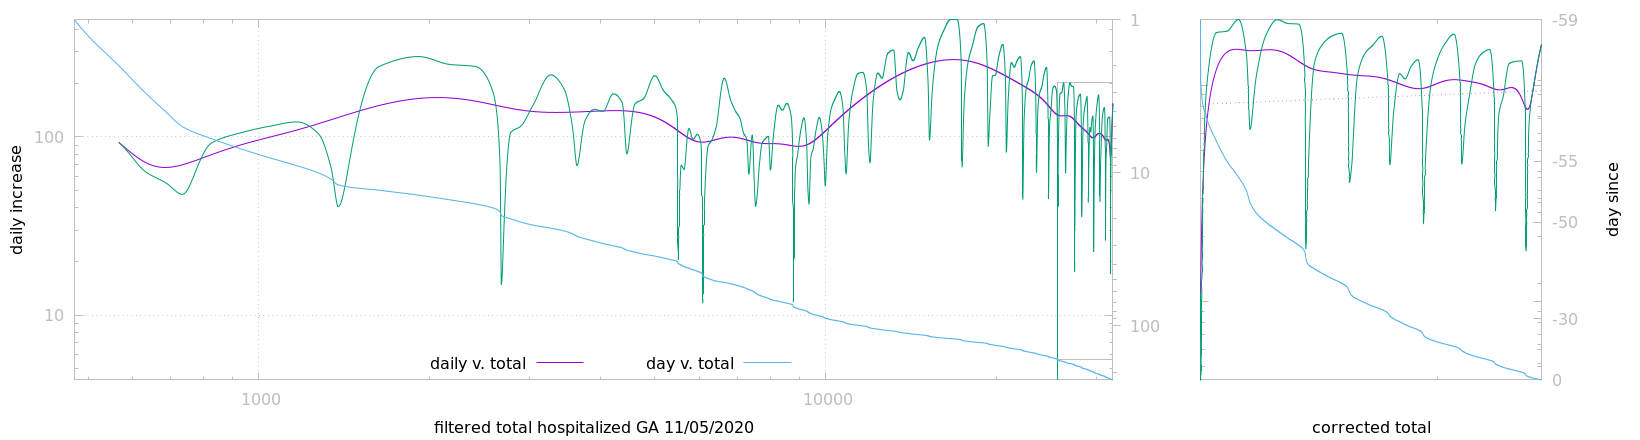 daily increase
100
10
1000
10000
daily v. total
day v. total
1
10
100
filtered total hospitalized GA 11/05/2020
-59
-55
-50
-30
0
day since
corrected total